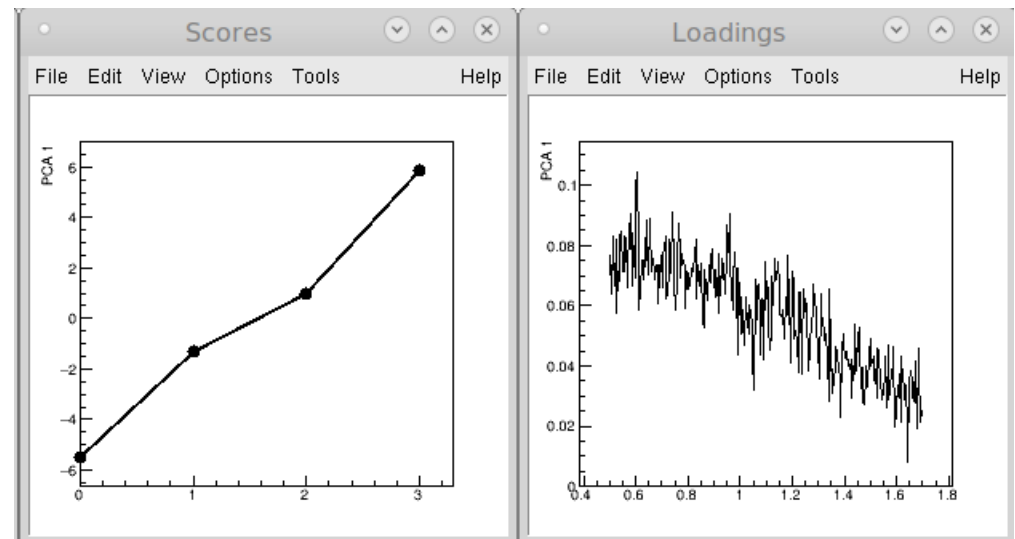 Scores
File Edit View Options Tools Help
PCA 1
6
4
2
0
−2
−4
−6
0 1 2 3
Loadings
File Edit View Options Tools Help
PCA 1
0.1
0.08
0.06
0.04
0.02
0
0.4 0.6 0.8 1 1.2 1.4 1.6 1.8